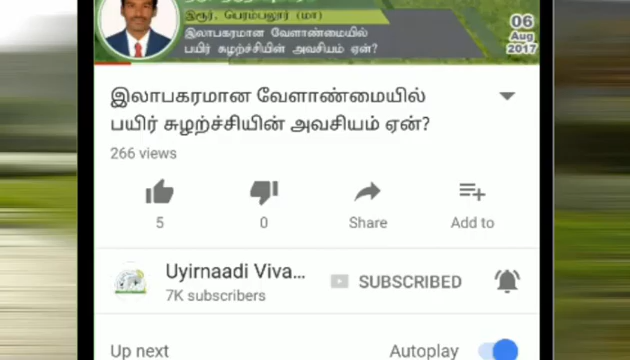 இரூர், பெரம்பலூர் (மா)
இலாபகரமான வேளாண்மையில்
பயிர் சுழற்ச்சியின் அவசியம் ஏன்?
06
Aug
2017
இலாபகரமான வேளாண்மையில்
பயிர் சுழற்ச்சியின் அவசியம் ஏன்?
266 views
5
0
Share
Add to
Uyirnaadi Viva...
SUBSCRIBED
7K subscribers
Up next
Autoplay